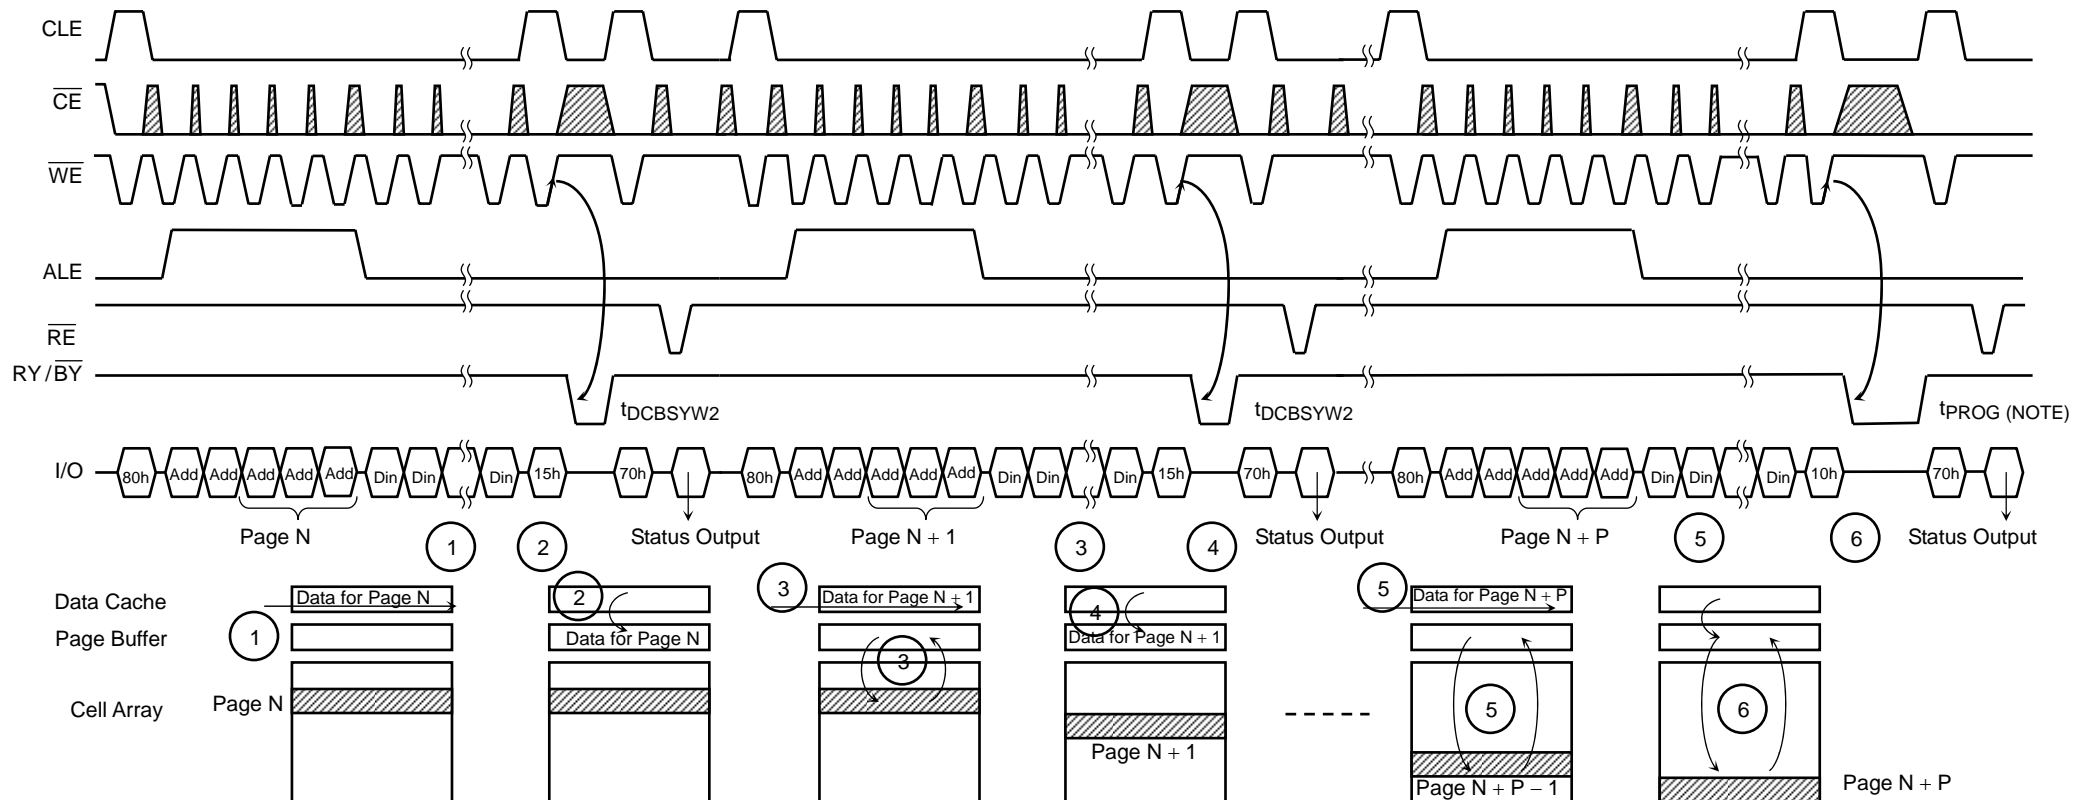 CLE
CE
WE
ALE
RE
RY/BY
tDCBSYW2 tDCBSYW2 tPROG (NOTE)
I/O 80h Add Add Add Add Add Din Din Din 15h 70h 80h Add Add Add Add Add Din Din Din 15h 70h 80h Add Add Add Add Add Din Din Din 10h 70h
Page N 1 2 Status Output Page N + 1 3 4 Status Output Page N + P 5 6 Status Output
Data Cache Data for Page N 2 3 Data for Page N + 1 4 5 Data for Page N + P
Page Buffer 1 Data for Page N 3 Data for Page N + 1
Cell Array Page N 5 6
Page N + 1
Page N + P − 1 Page N + P